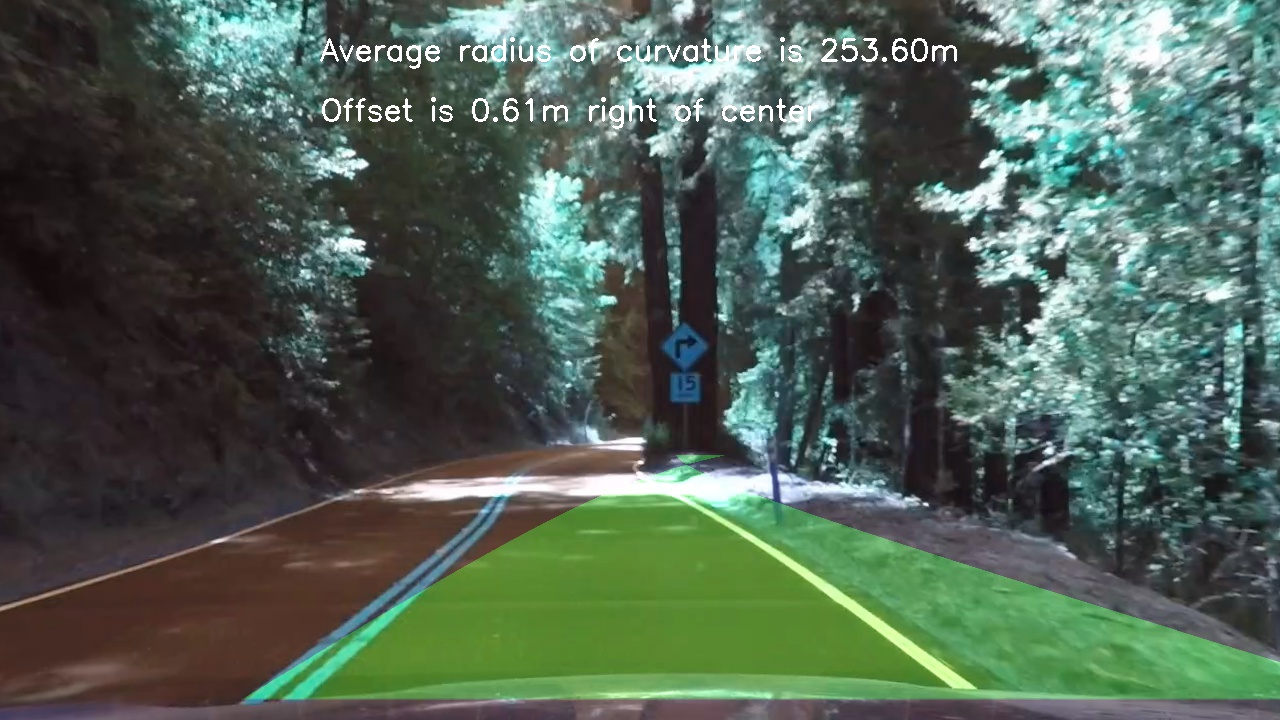 Average radius of curvature is 253.60m
Offset is 0.61m right of center
15